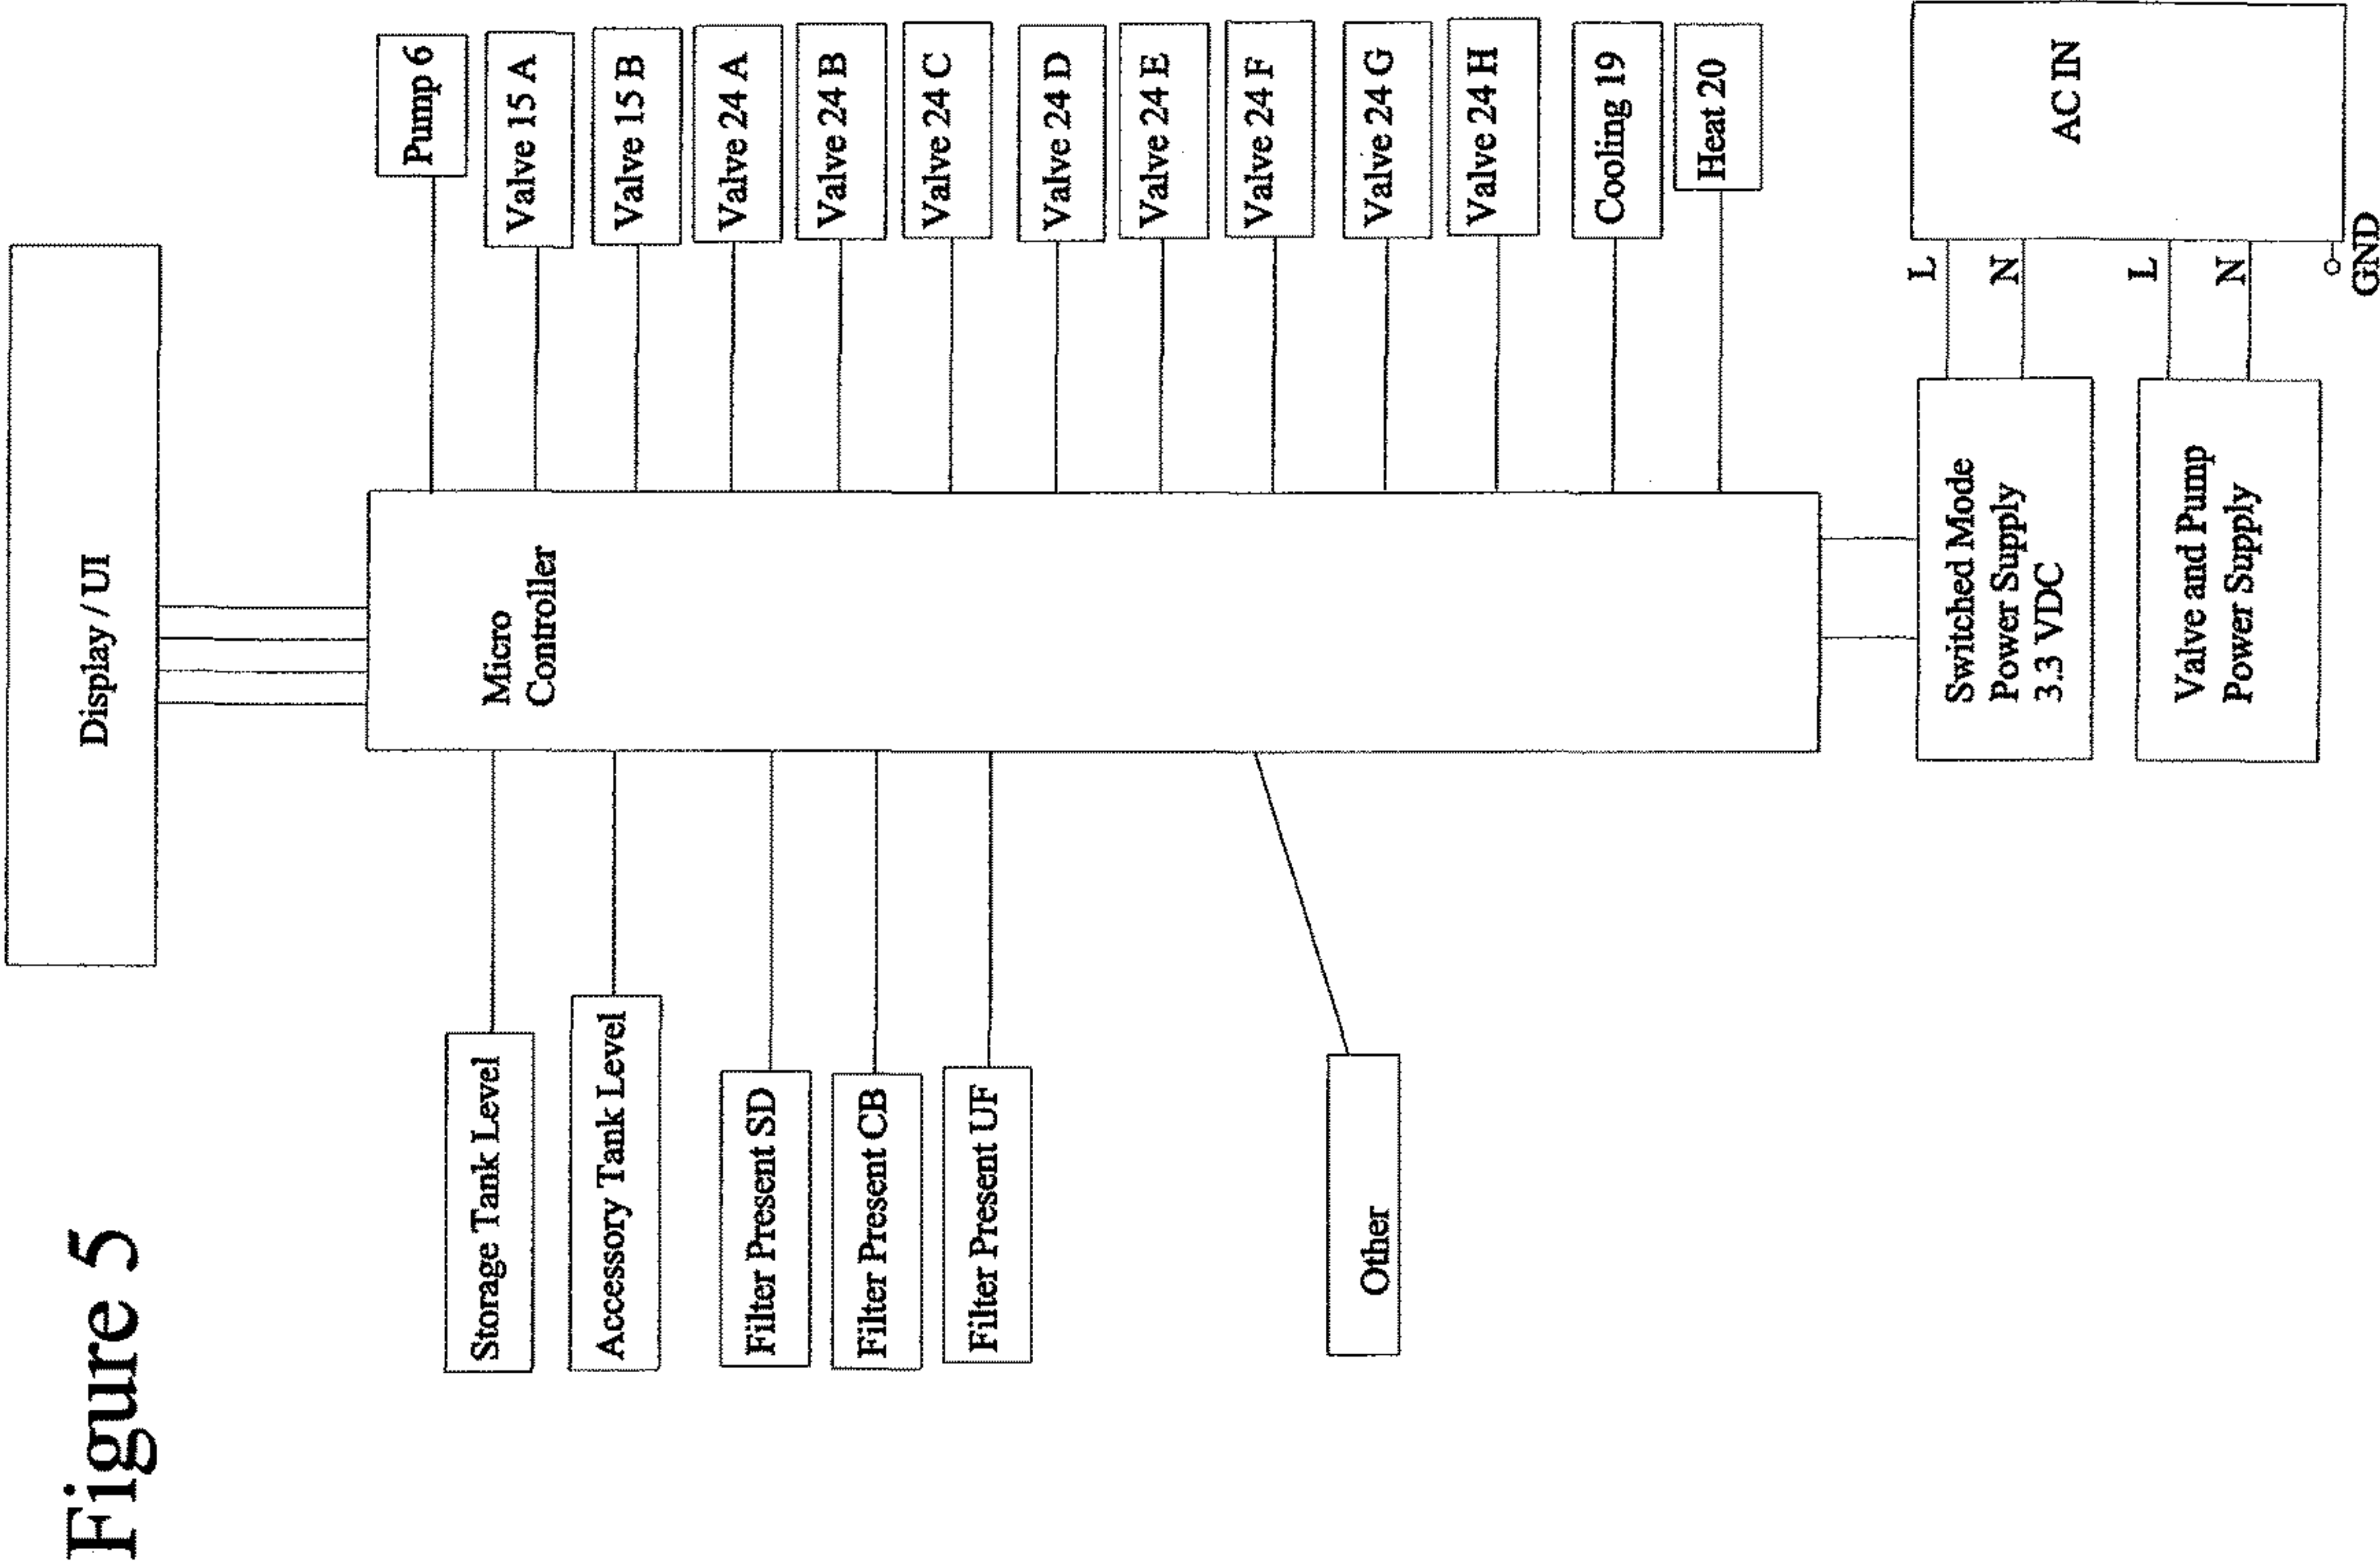 Figure 5
Display / UI
Storage Tank Level
Accessory Tank Level
Filter Present SD
Filter Present CB
Filter Present UF
Other
Micro
Controller
Pump 6
Valve 15 A
Valve 15 B
Valve 24 A
Valve 24 B
Valve 24 C
Valve 24 D
Valve 24 E
Valve 24 F
Valve 24 G
Valve 24 H
Cooling 19
Heat 20
Switched Mode
Power Supply
3.3 VDC
Valve and Pump
Power Supply
L
N
L
N
GND
AC IN